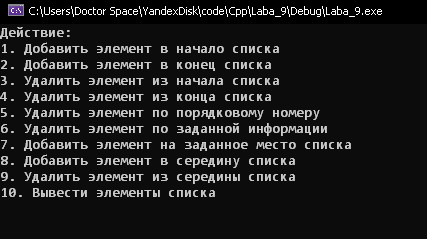 C:\Users\Doctor Space\YandexDisk\code\Cpp\Laba_9\Debug\Laba_9.exe
Действие:
1. Добавить элемент в начало списка
2. Добавить элемент в конец списка
3. Удалить элемент из начала списка
4. Удалить элемент из конца списка
5. Удалить элемент по порядковому номеру
6. Удалить элемент по заданной информации
7. Добавить элемент на заданное место списка
8. Добавить элемент в середину списка
9. Удалить элемент из середины списка
10. Вывести элементы списка